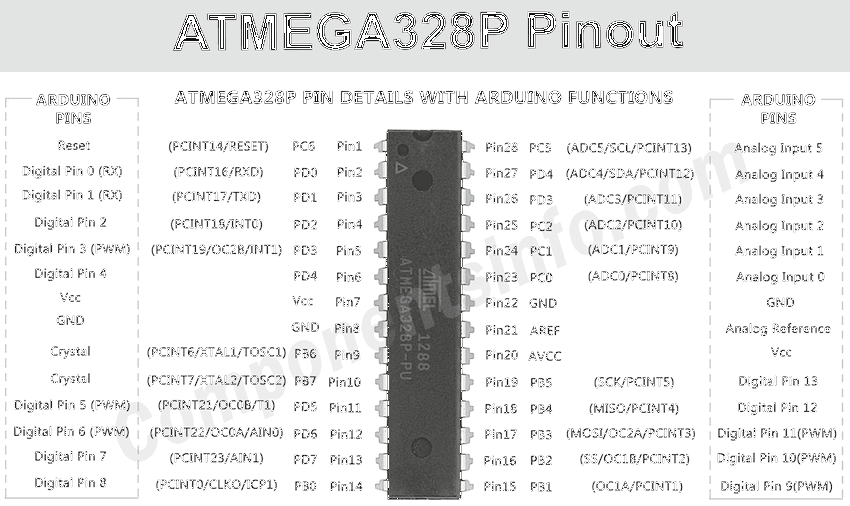 ATMEGA328P Pinout
ATMEGA328P PIN DETAILS WITH ARDUINO FUNCTIONS
ARDUINO
PINS
ARDUINO
PINS
Reset (PCINT14/RESET) PC6 Pin1 Pin28 PC5 (ADC5/SCL/PCINT13) Analog Input 5
Digital Pin 0 (RX) (PCINT16/RXD) PD0 Pin2 Pin27 PD4 (ADC4/SDA/PCINT12) Analog Input 4
Digital Pin 1 (RX) (PCINT17/TXD) PD1 Pin3 Pin26 PD3 (ADC3/PCINT11) Analog Input 3
Digital Pin 2 (PCINT18/INT0) PD2 Pin4 Pin25 PC2 (ADC2/PCINT10) Analog Input 2
Digital Pin 3 (PWM) (PCINT19/OC2B/INT1) PD3 Pin5 Pin24 PC1 (ADC1/PCINT9) Analog Input 1
Digital Pin 4 PD4 Pin6 Pin23 PC0 (ADC0/PCINT8) Analog Input 0
Vcc Vcc Pin7 Pin22 GND GND
GND GND Pin8 Pin21 AREF Analog Reference
Crystal (PCINT6/XTAL1/TOSC1) PB6 Pin9 Pin20 AVCC Vcc
Crystal (PCINT7/XTAL2/TOSC2) PB7 Pin10 Pin19 PB5 (SCK/PCINT5) Digital Pin 13
Digital Pin 5 (PWM) (PCINT21/OC0B/T1) PD5 Pin11 Pin18 PB4 (MISO/PCINT4) Digital Pin 12
Digital Pin 6 (PWM) (PCINT22/OC0A/AIN0) PD6 Pin12 Pin17 PB3 (MOSI/OC2A/PCINT3) Digital Pin 11(PWM)
Digital Pin 7 (PCINT23/AIN1) PD7 Pin13 Pin16 PB2 (SS/OC1B/PCINT2) Digital Pin 10(PWM)
Digital Pin 8 (PCINT0/CLKO/ICP1) PB0 Pin14 Pin15 PB1 (OC1A/PCINT1) Digital Pin 9(PWM)
ATMEL
ATMEGA328P-PU
1288
Componentsinfo.com